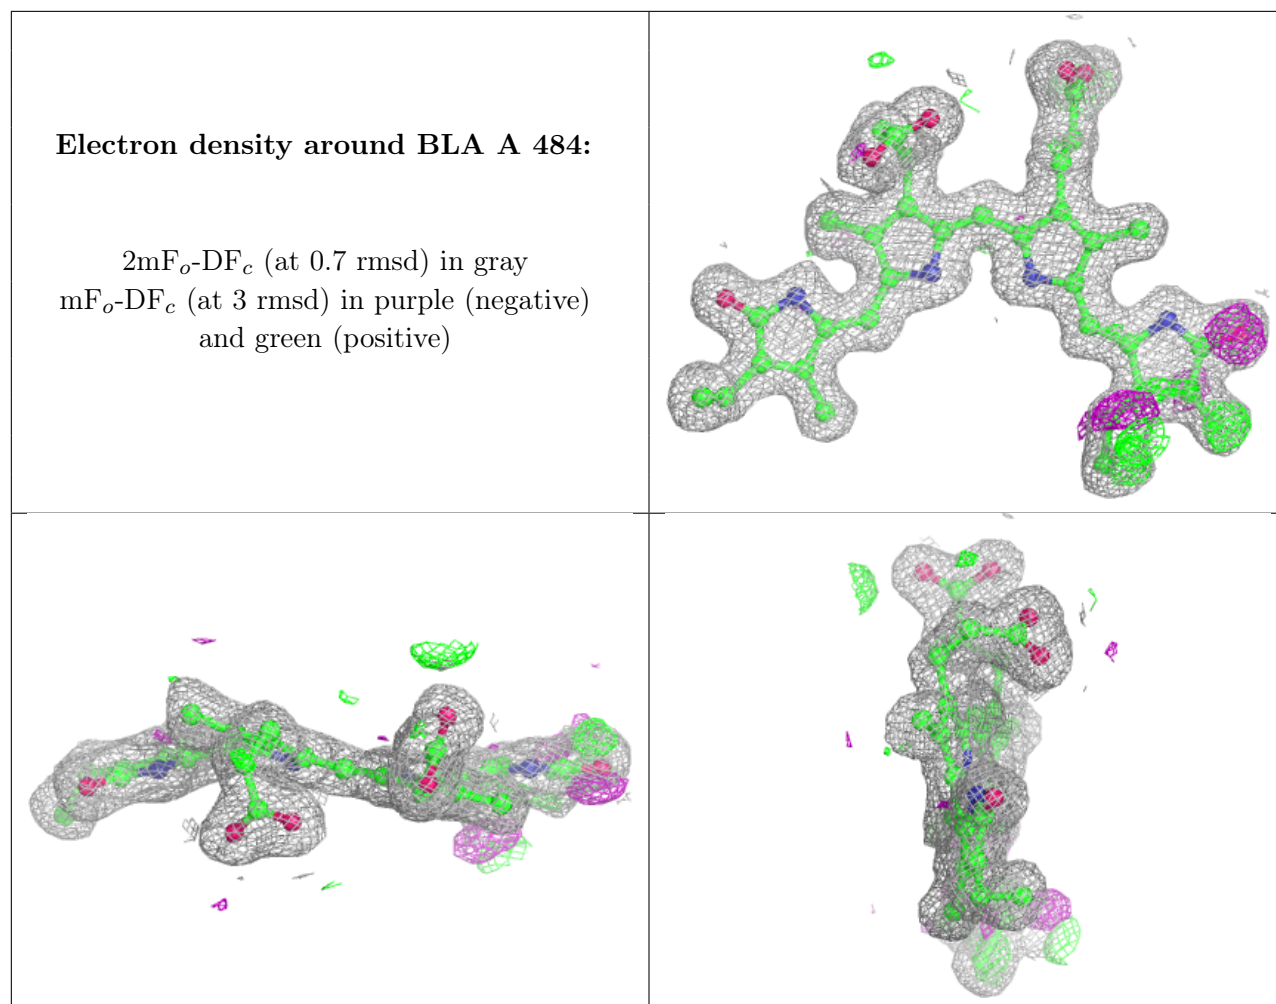 Electron density around BLA A 484:
2mFo-DFc (at 0.7 rmsd) in gray
mFo-DFc (at 3 rmsd) in purple (negative)
and green (positive)